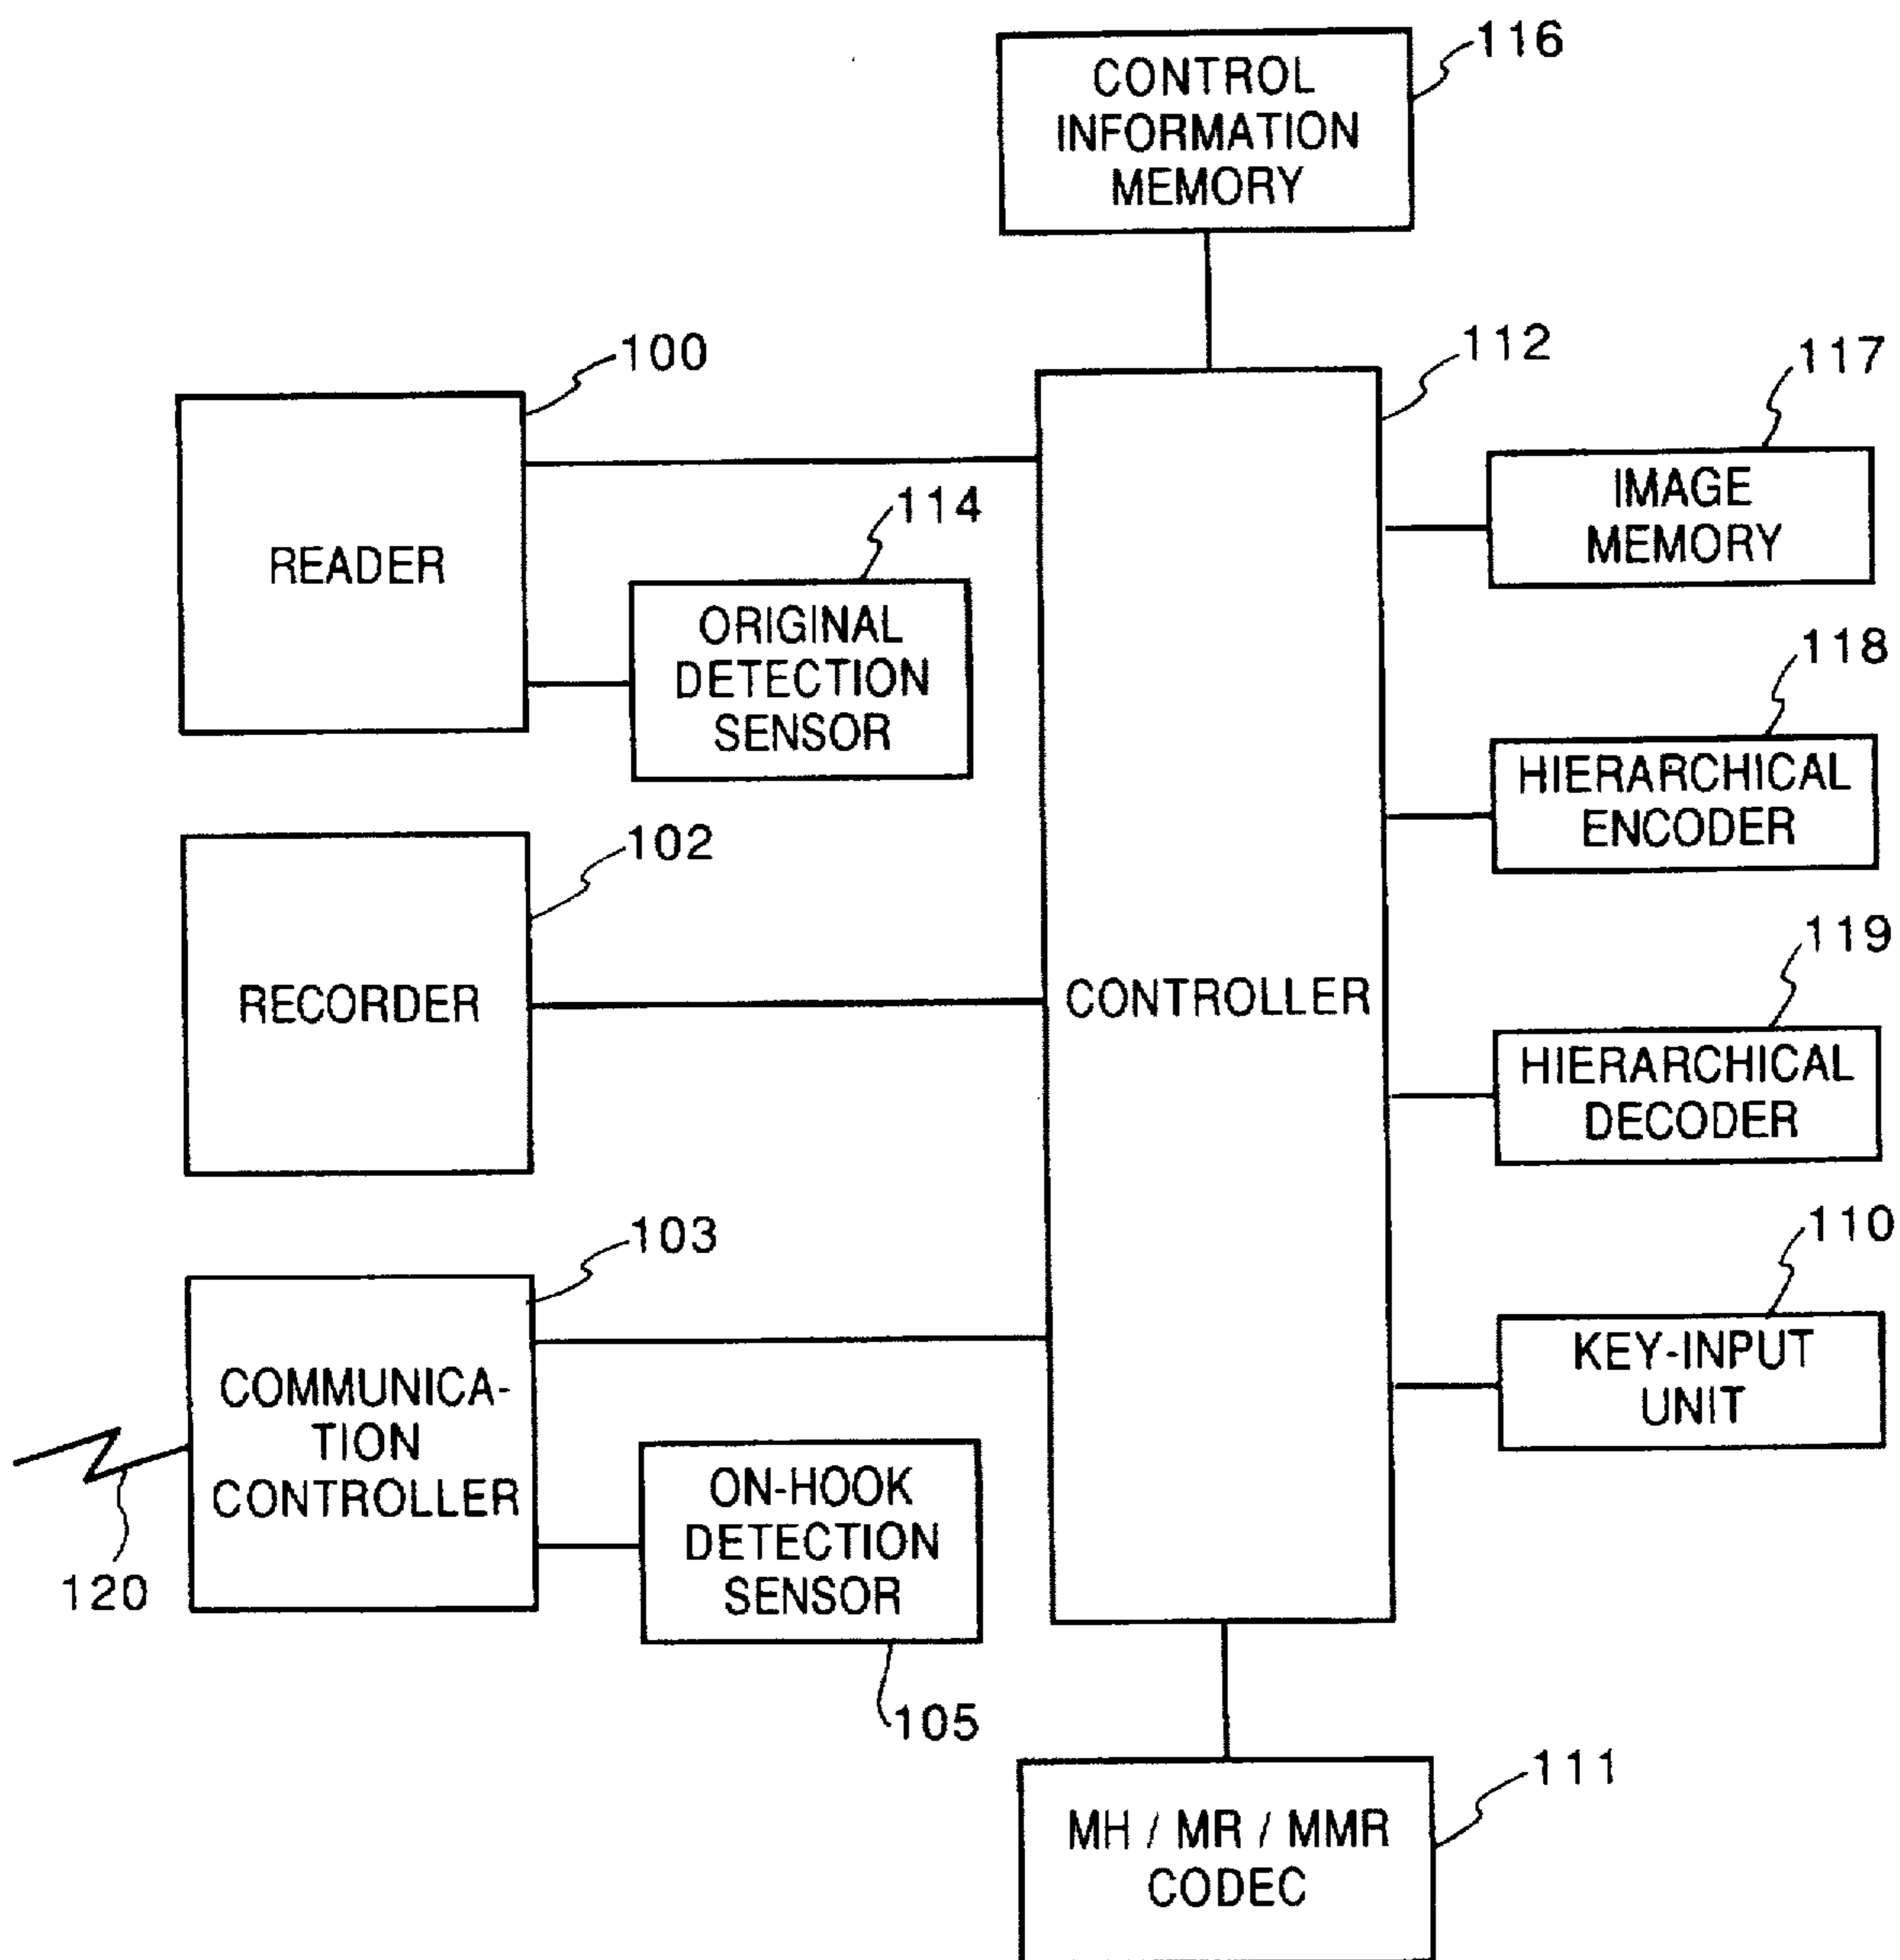 116
CONTROL
INFORMATION
MEMORY
100
112
117
READER
IMAGE
MEMORY
114
ORIGINAL
DETECTION
SENSOR
118
HIERARCHICAL
ENCODER
102
RECORDER
CONTROLLER
119
HIERARCHICAL
DECODER
103
COMMUNICA-
TION
CONTROLLER
110
KEY-INPUT
UNIT
120
ON-HOOK
DETECTION
SENSOR
105
111
MH / MR / MMR
CODEC